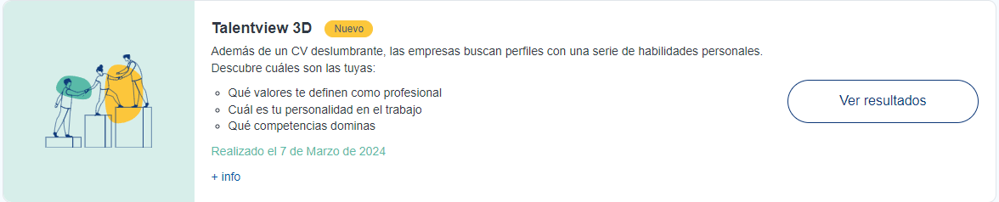 Talentview 3D Nuevo
Además de un CV deslumbrante, las empresas buscan perfiles con una serie de habilidades personales.
Descubre cuáles son las tuyas:
Qué valores te definen como profesional
Cuál es tu personalidad en el trabajo
Qué competencias dominas
Realizado el 7 de Marzo de 2024
+ info
Ver resultados